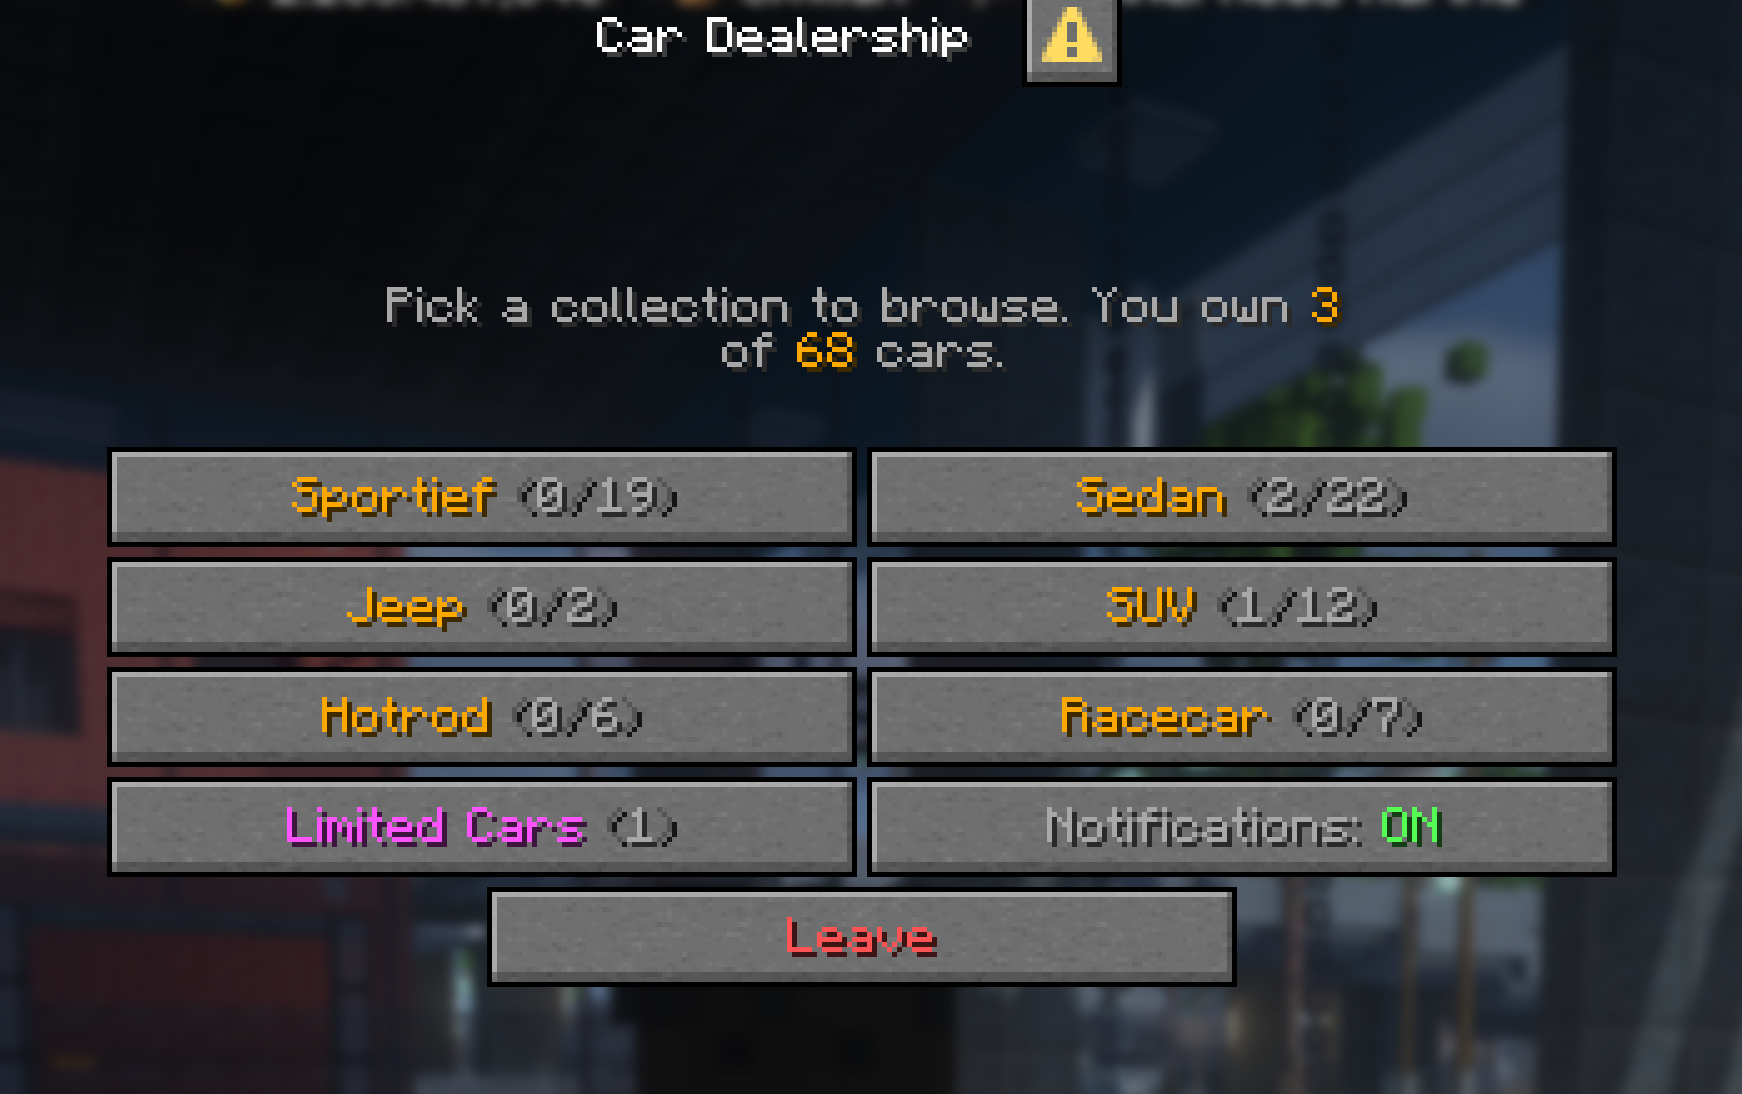 Car Dealership
Pick a collection to browse. You own 3
of 68 cars.
Sportief (0/19)
Sedan (2/22)
Jeep (0/2)
SUV (1/12)
Hotrod (0/6)
Racecar (0/7)
Limited Cars (1)
Notifications: ON
Leave